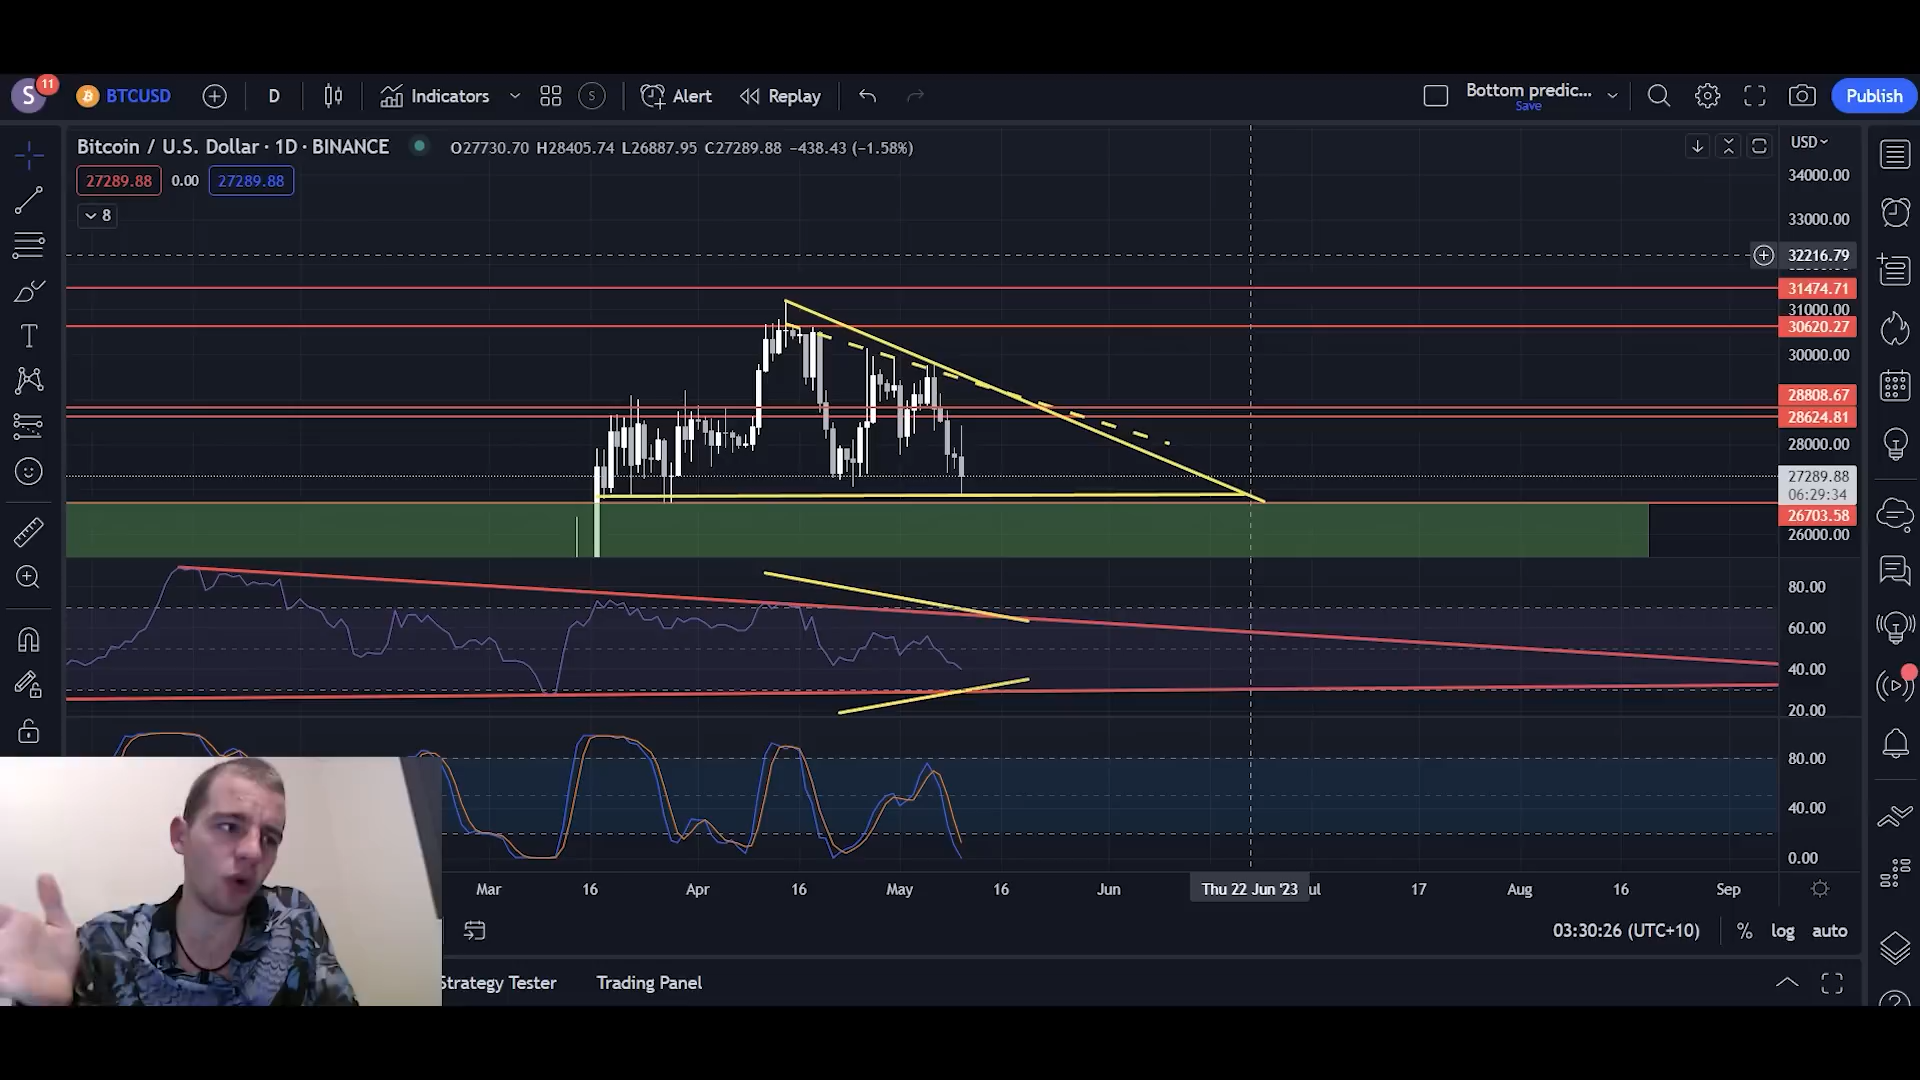 S
11
BTCUSD
D
Indicators
S
Alert
Replay
Bottom predic...
Save
Publish
Bitcoin / U.S. Dollar · 1D · BINANCE
O27730.70 H28405.74 L26887.95 C27289.88 −438.43 (−1.58%)
27289.88
0.00
27289.88
8
USD
34000.00
33000.00
32216.79
31474.71
31000.00
30620.27
30000.00
28808.67
28624.81
28000.00
27289.88
06:29:34
26703.58
26000.00
80.00
60.00
40.00
20.00
80.00
40.00
0.00
Mar
16
Apr
16
May
16
Jun
Thu 22 Jun '23
ul
17
Aug
16
Sep
03:30:26 (UTC+10)
%
log
auto
Strategy Tester
Trading Panel